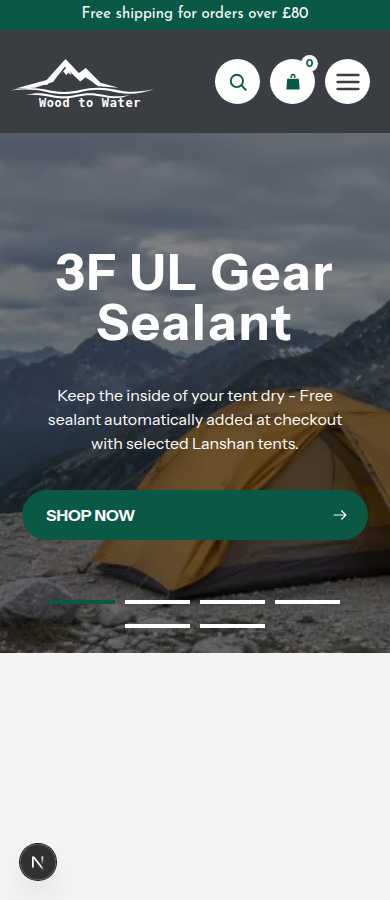 Free shipping for orders over £80
Wood to Water
0
3F UL Gear
Sealant
Keep the inside of your tent dry - Free
sealant automatically added at checkout
with selected Lanshan tents.
SHOP NOW
N